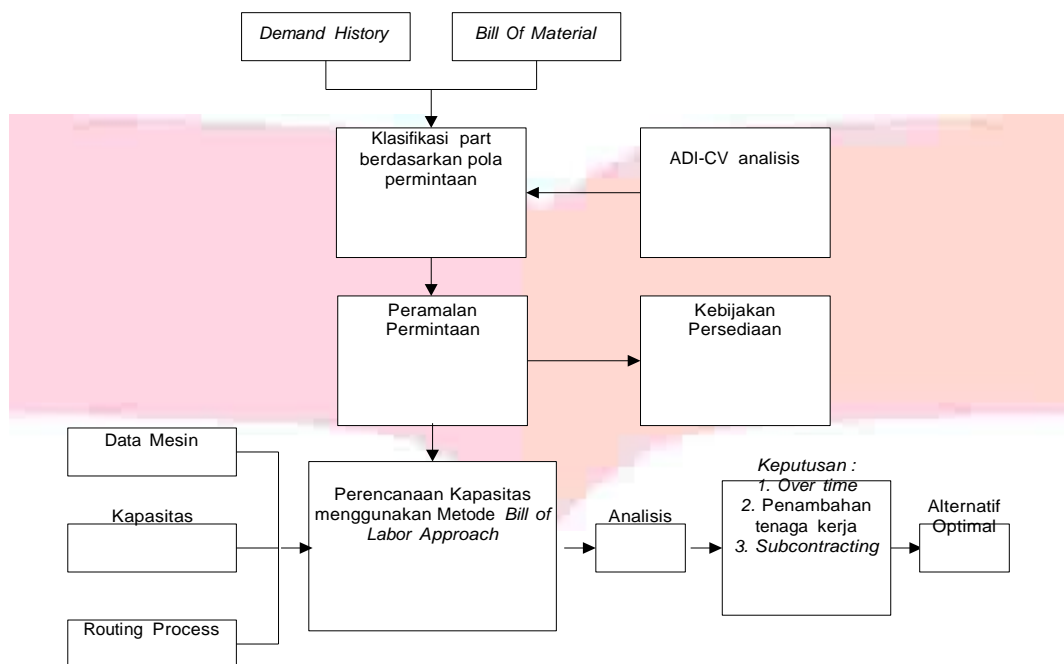 Demand History
Bill Of Material
Klasifikasi part
berdasarkan pola
permintaan
ADI-CV analisis
Peramalan
Permintaan
Kebijakan
Persediaan
Data Mesin
Kapasitas
Routing Process
Perencanaan Kapasitas
menggunakan Metode Bill of
Labor Approach
Analisis
Keputusan :
1. Over time
2. Penambahan
tenaga kerja
3. Subcontracting
Alternatif
Optimal